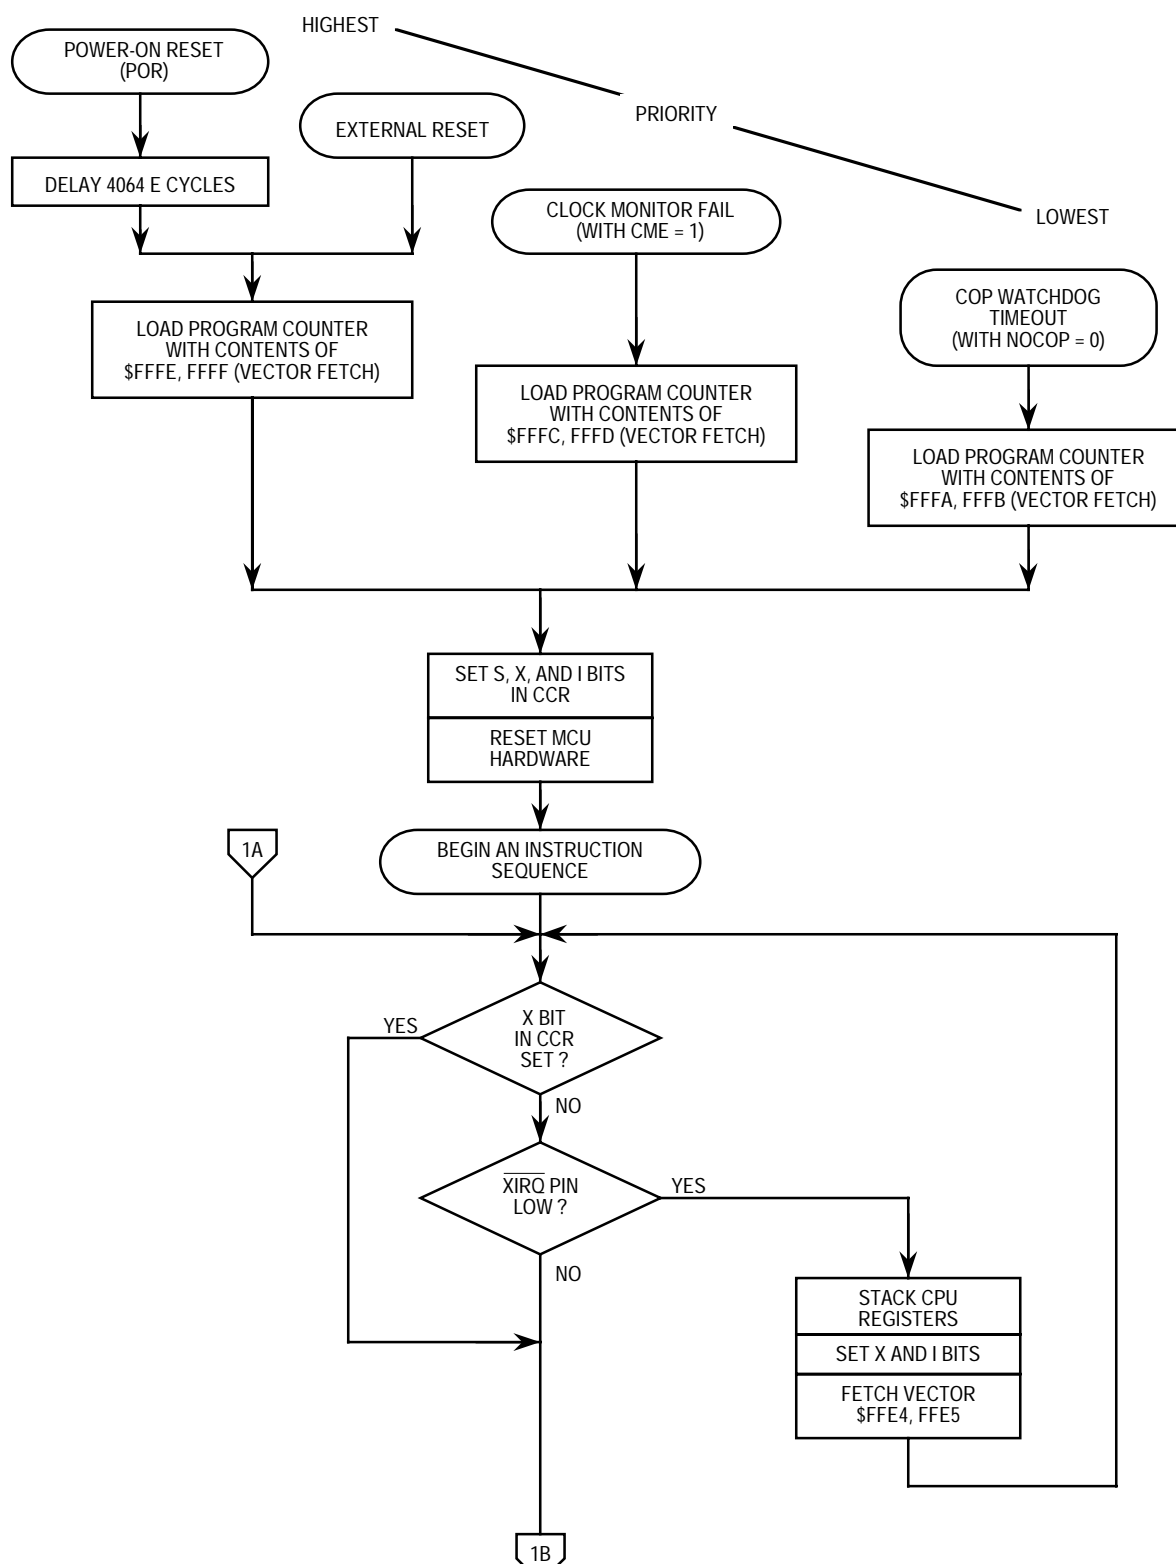 HIGHEST
POWER-ON RESET
(POR)
PRIORITY
EXTERNAL RESET
DELAY 4064 E CYCLES
CLOCK MONITOR FAIL
(WITH CME = 1)
LOWEST
COP WATCHDOG
TIMEOUT
(WITH NOCOP = 0)
LOAD PROGRAM COUNTER
WITH CONTENTS OF
$FFFE, FFFF (VECTOR FETCH)
LOAD PROGRAM COUNTER
WITH CONTENTS OF
$FFFC, FFFD (VECTOR FETCH)
LOAD PROGRAM COUNTER
WITH CONTENTS OF
$FFFA, FFFB (VECTOR FETCH)
SET S, X, AND I BITS
IN CCR
RESET MCU
HARDWARE
1A
BEGIN AN INSTRUCTION
SEQUENCE
X BIT
IN CCR
SET ?
YES
NO
XIRQ PIN
LOW ?
YES
NO
STACK CPU
REGISTERS
SET X AND I BITS
FETCH VECTOR
$FFE4, FFE5
1B